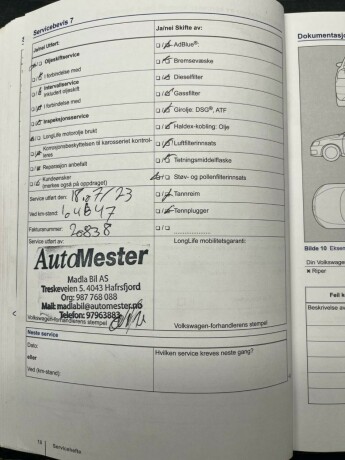 Servicebevis 7
Ja/nei Utført:
Oljeskiftservice
I forbindelse med
Intervallservice
inkludert oljeskift
I forbindelse med
Inspeksjonsservice
LongLife motorolje brukt
Korrosjonsbeskyttelsen til karosseriet kontrolleres
Reparasjon anbefalt
Kundeønsker
(merkes også på oppdraget)
Service utført den: 18.7/23
Ved km-stand:
Fakturanummer: 20838
Service utført av:
AutoMester
Madla Bil AS
Treskeveien 5, 4043 Hafrsfjord
Org: 987 768 088
Mail: madlabil@automester.no
Telefon: 97963883
Volkswagen-forhandlerens stempel
Ja/nei Skifte av:
AdBlue®:
Bremsevæske
Dieselfilter
Gassfilter
Girolje: DSG®, ATF
Haldex-kobling: Olje
Luftfilterinnsats
Tetningsmiddelflaske
Støv- og pollenfilterinnsats
Tannreim
Tennplugger
LongLife mobilitetsgaranti:
Volkswagen-forhandlerens stempel
Neste service
Dato:
eller
Ved (km-stand):
Hvilken service kreves neste gang?
Servicehefte
Dokumentasj
Bilde 18
Din Volkswagen
✖ Riper
Felt k
Beskrivelse av